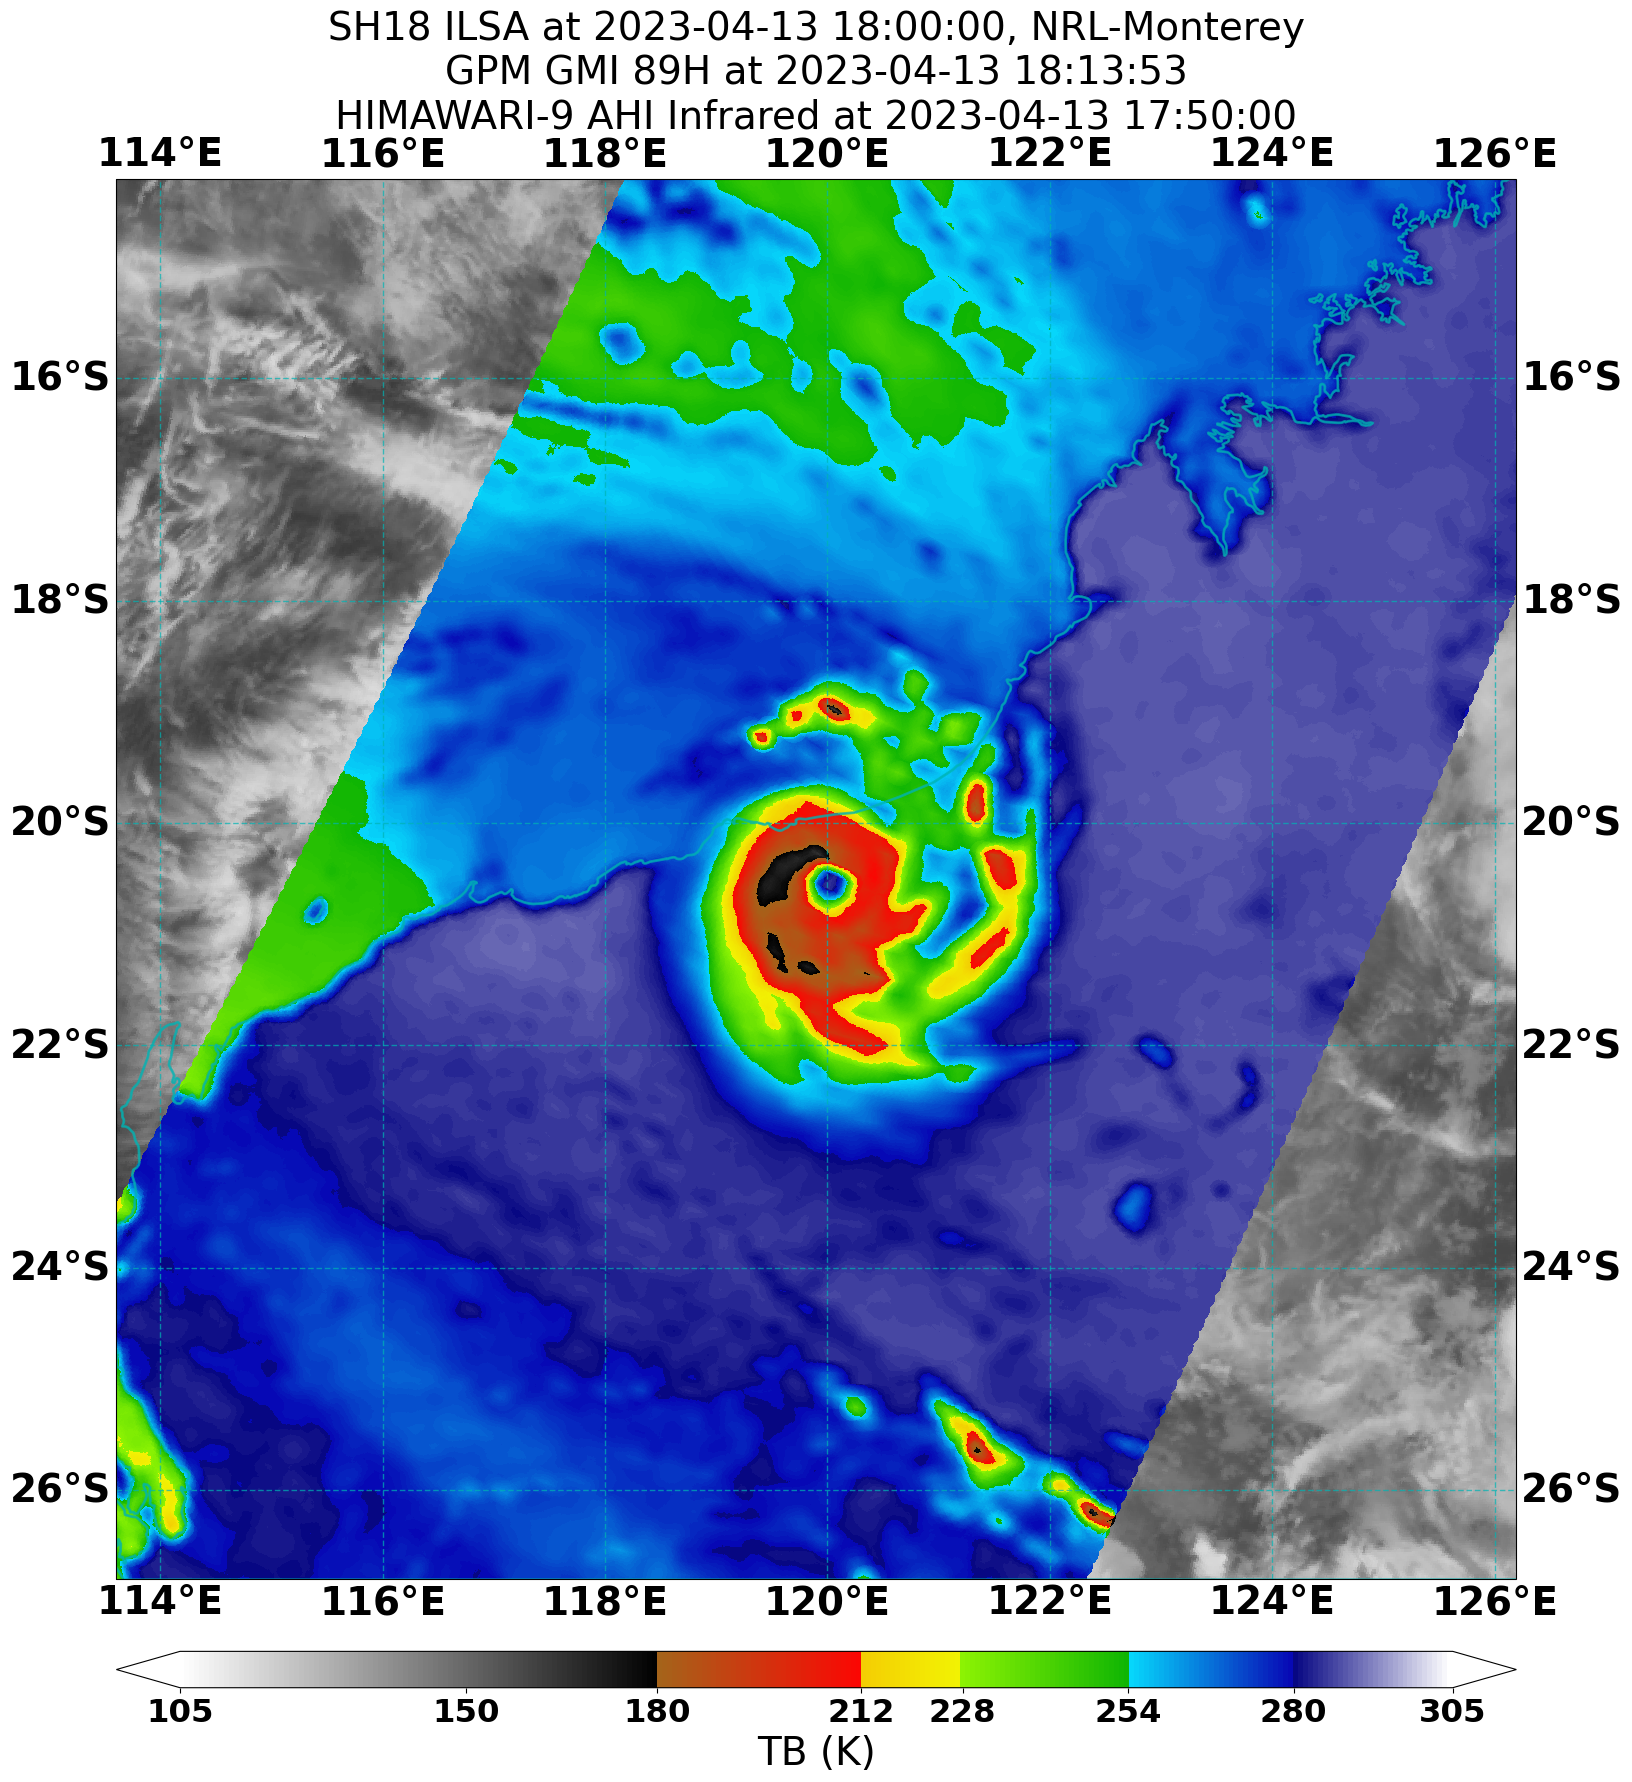 SH18 ILSA at 2023-04-13 18:00:00, NRL-Monterey
GPM GMI 89H at 2023-04-13 18:13:53
HIMAWARI-9 AHI Infrared at 2023-04-13 17:50:00
114°E 116°E 118°E 120°E 122°E 124°E 126°E
16°S 16°S
18°S 18°S
20°S 20°S
22°S 22°S
24°S 24°S
26°S 26°S
114°E 116°E 118°E 120°E 122°E 124°E 126°E
105 150 180 212 228 254 280 305
TB (K)